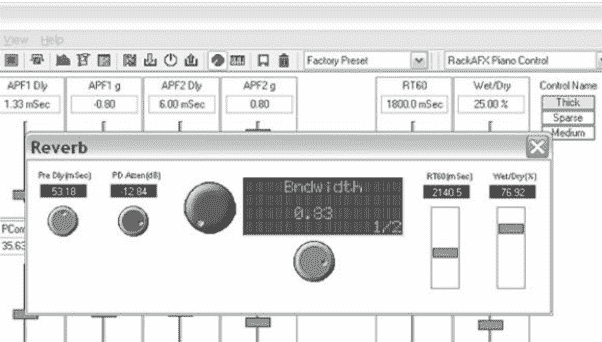 View Help
Factory Preset RackAFX Piano Control
APF1 Dly APF1 g APF2 Dly APF2 g RT60 Wet/Dry Control Name
1.33 mSec -0.80 6.00 mSec 0.80 1800.0 mSec 25.00 % Thick
Sparse
Medium
Reverb
Pre Dly(mSec) PD Atten(dB) Bndwidth RT60(mSec) Wet/Dry(%)
53.18 -12.84 0.83 2140.5 76.92
1/2
PCom
35.63